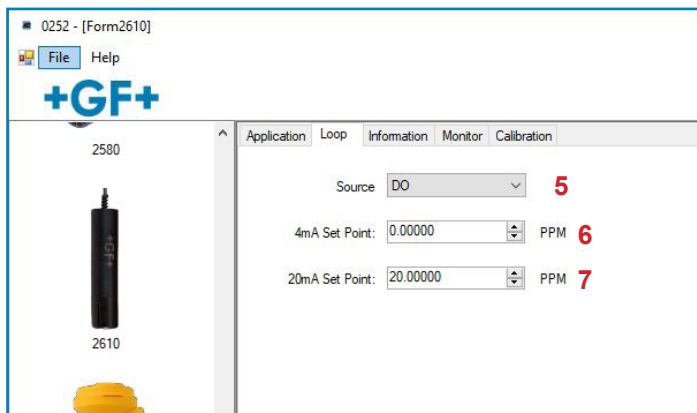 0252 - [Form2610]
File Help
+GF+
2580
+GF+
2610
Application Loop Information Monitor Calibration
Source DO 5
4mA Set Point: 0.00000 PPM 6
20mA Set Point: 20.00000 PPM 7